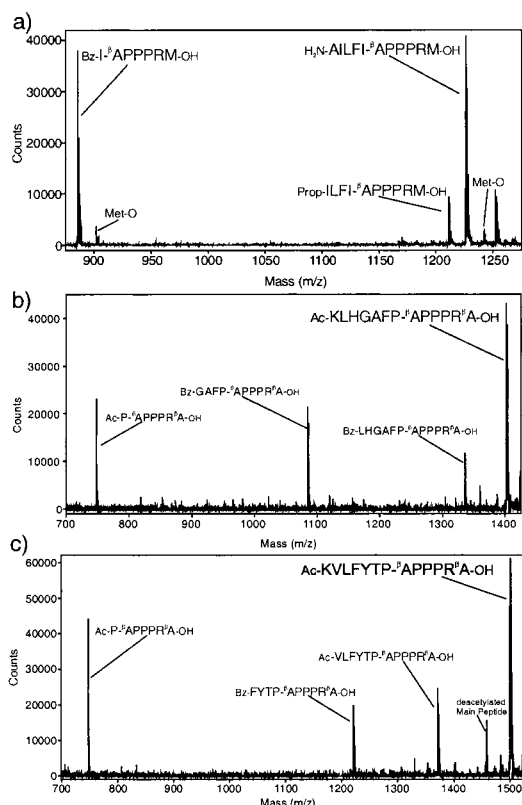 a)
40000
30000
20000
10000
0
Counts
Bz-I-βAPPPRM-OH
H₂N-AILFI-βAPPPRM-OH
Prop-ILFI-βAPPPRM-OH
Met-O
Met-O
900 950 1000 1050 1100 1150 1200 1250
Mass (m/z)
b)
40000
30000
20000
10000
0
Counts
Ac-KLHGAFP-βAPPPRβA-OH
Bz-GAFP-βAPPPRβA-OH
Ac-P-βAPPPRβA-OH
Bz-LHGAFP-βAPPPRβA-OH
700 800 900 1000 1100 1200 1300 1400
Mass (m/z)
c)
60000
50000
40000
30000
20000
10000
0
Counts
Ac-KVLFYTP-βAPPPRβA-OH
Ac-P-βAPPPRβA-OH
Ac-VLFYTP-βAPPPRβA-OH
Bz-FYTP-βAPPPRβA-OH
deacetylated
Main Peptide
700 800 900 1000 1100 1200 1300 1400 1500
Mass (m/z)